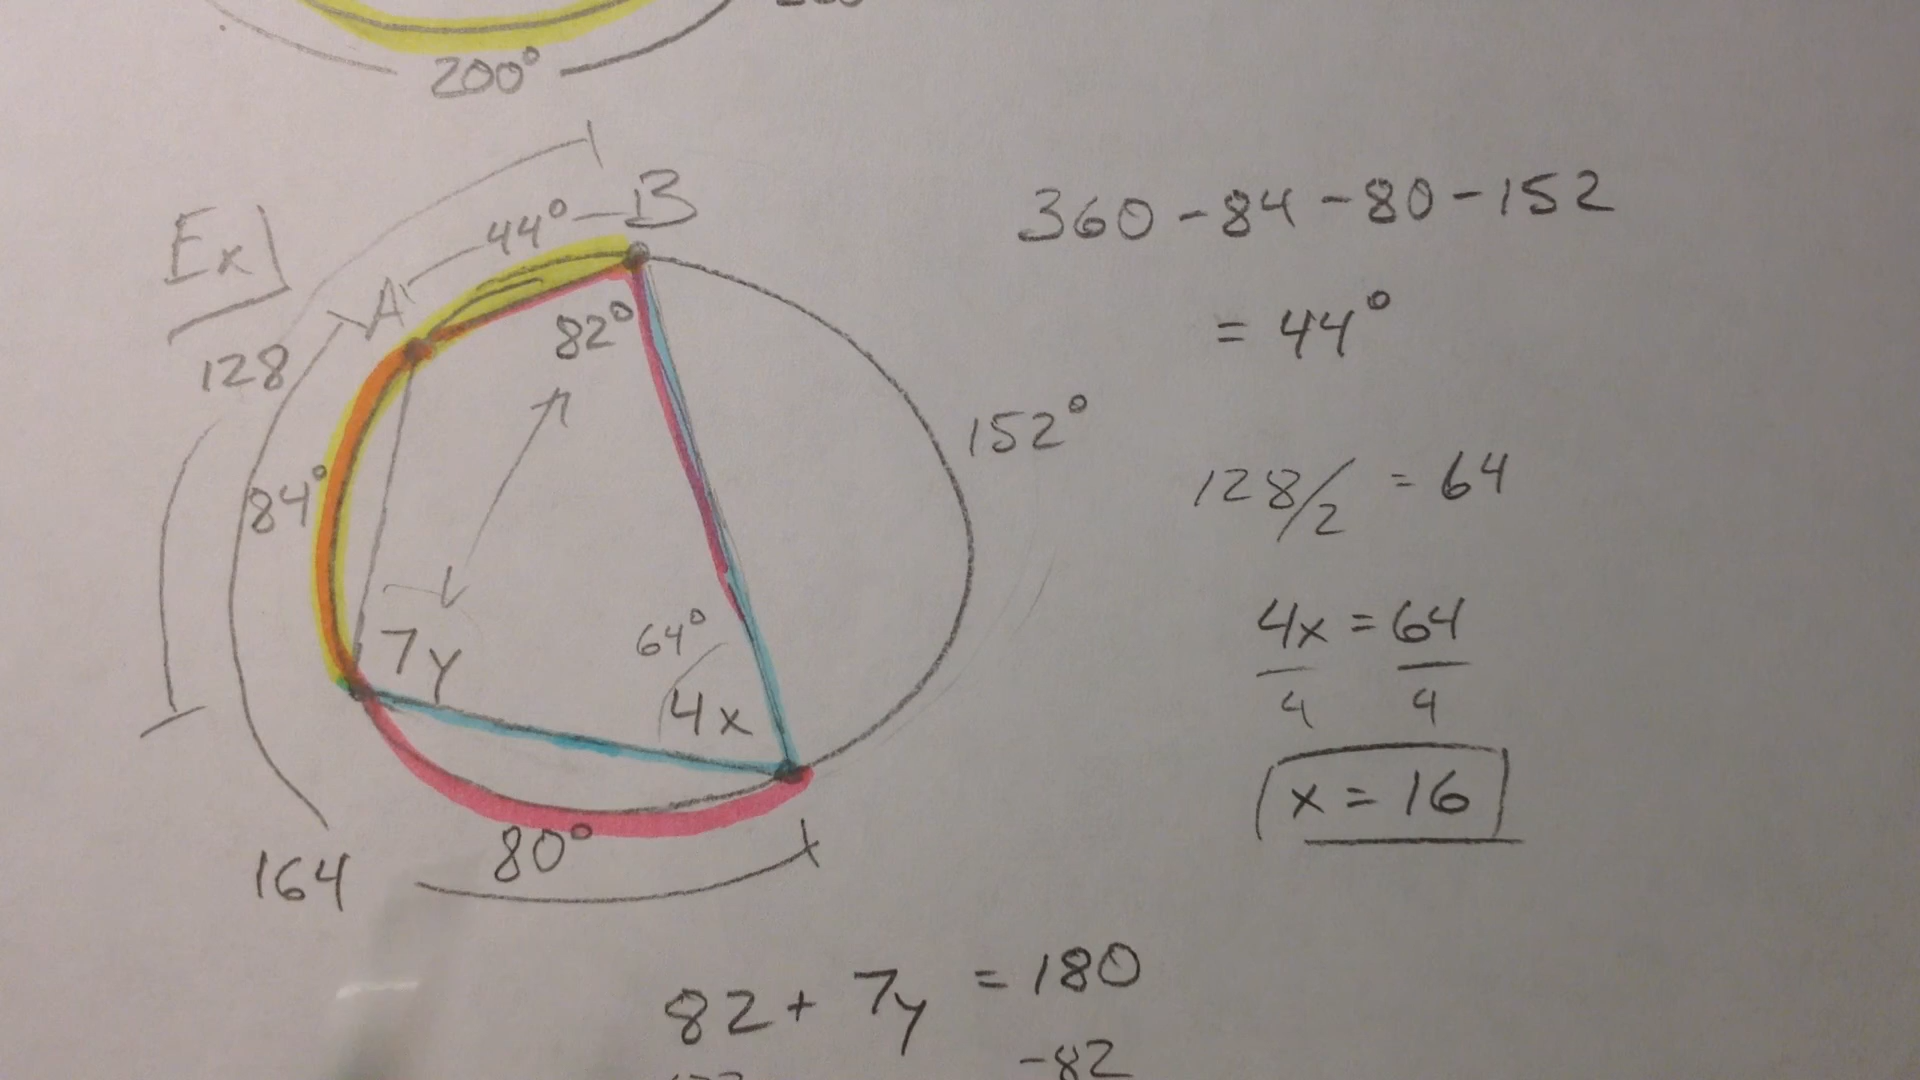 200°
Ex
44°
B
A
82°
128
84°
152°
7y
64°
4x
80°
164
360 - 84 - 80 - 152
= 44°
128/2 = 64
4x = 64
4 4
x = 16
82 + 7y = 180
-82